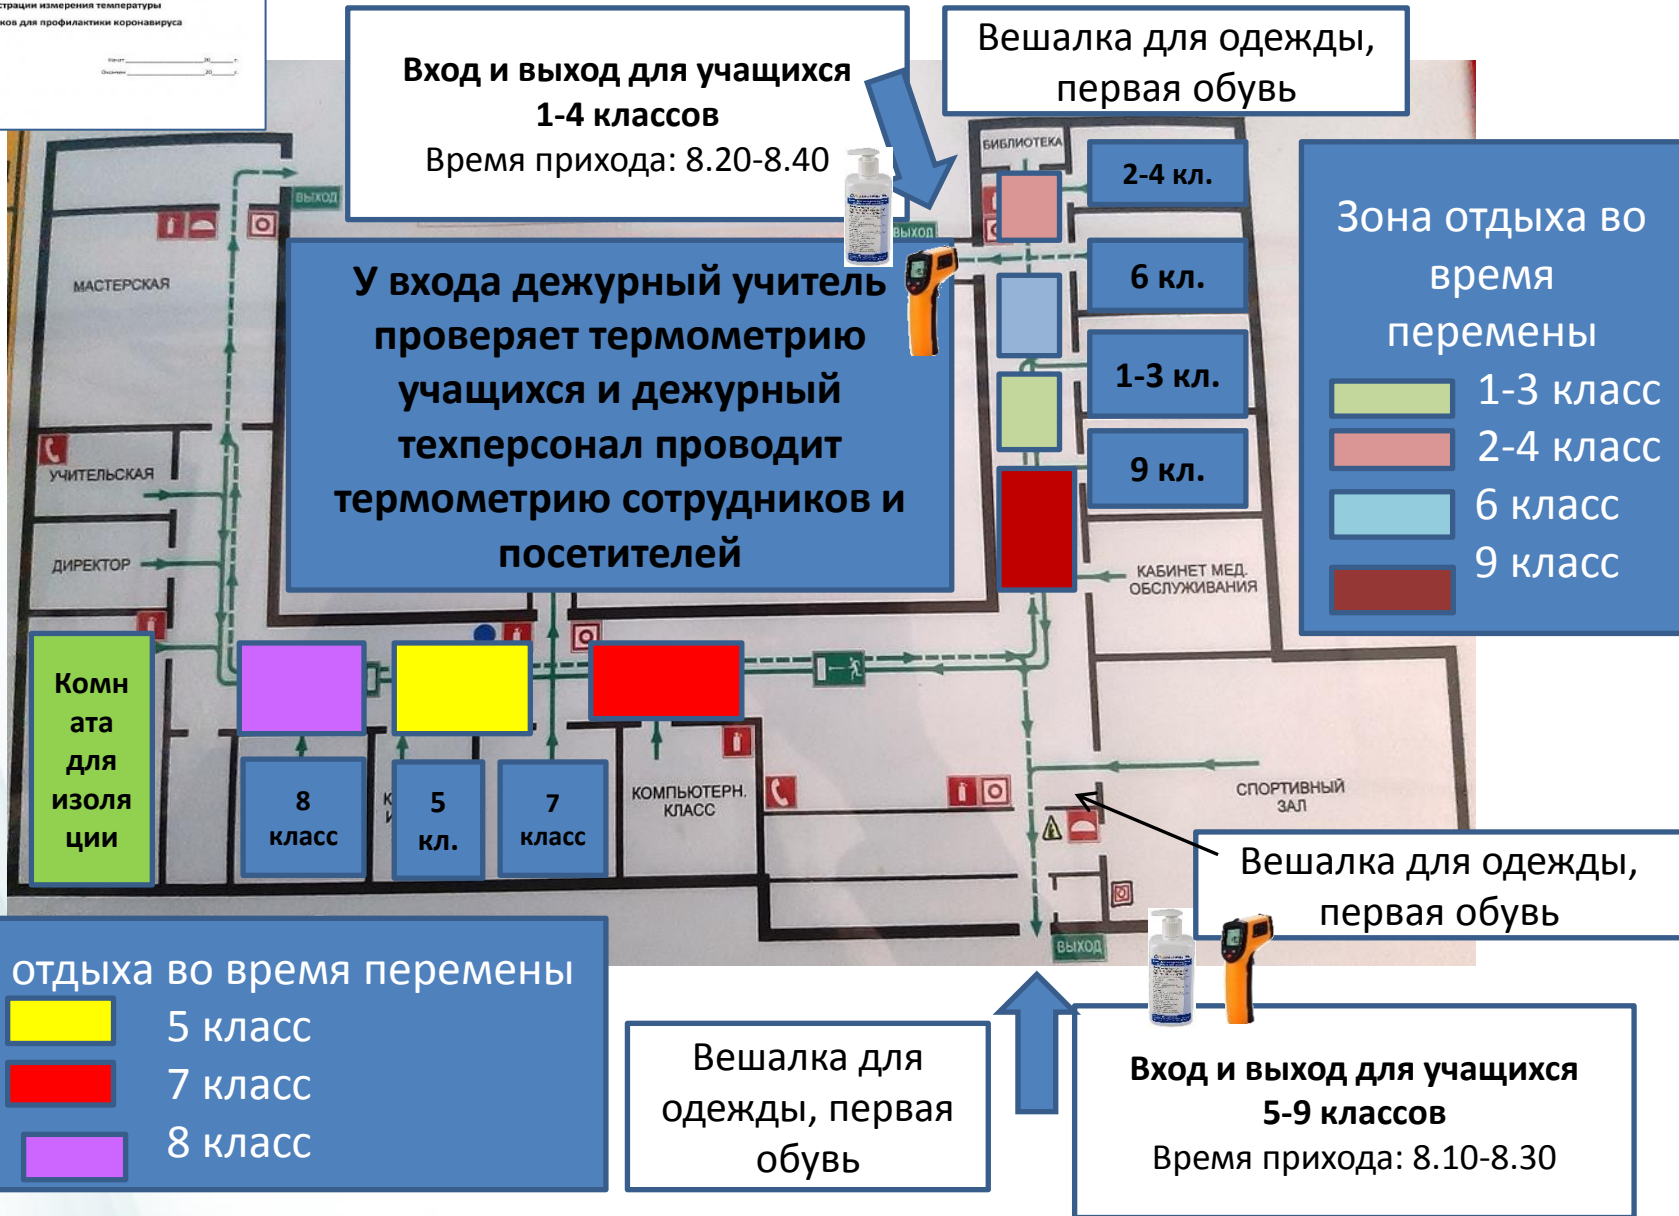 страции измерения температуры
ков для профилактики коронавируса
Вход и выход для учащихся
1-4 классов
Время прихода: 8.20-8.40
Вешалка для одежды,
первая обувь
БИБЛИОТЕКА
2-4 кл.
ВЫХОД
ВЫХОД
6 кл.
1-3 кл.
9 кл.
Зона отдыха во
время
перемены
1-3 класс
2-4 класс
6 класс
9 класс
У входа дежурный учитель
проверяет термометрию
учащихся и дежурный
техперсонал проводит
термометрию сотрудников и
посетителей
МАСТЕРСКАЯ
УЧИТЕЛЬСКАЯ
ДИРЕКТОР
КАБИНЕТ МЕД.
ОБСЛУЖИВАНИЯ
Комн
ата
для
изоля
ции
8
класс
5
кл.
7
класс
КОМПЬЮТЕРН.
КЛАСС
СПОРТИВНЫЙ
ЗАЛ
Вешалка для одежды,
первая обувь
ВЫХОД
отдыха во время перемены
5 класс
7 класс
8 класс
Вешалка для
одежды, первая
обувь
Вход и выход для учащихся
5-9 классов
Время прихода: 8.10-8.30